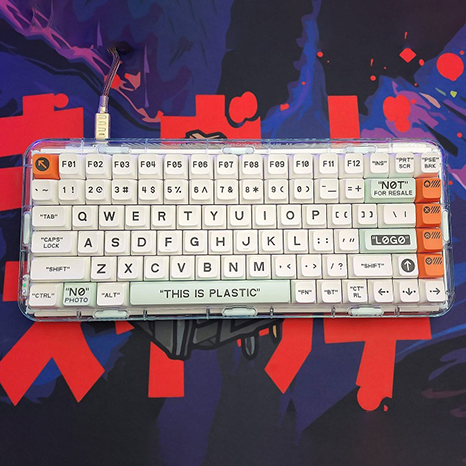 F01 F02 F03 F04 F05 F06 F07 F08 F09 F10 F11 F12 "INS" "PRT" SCR "PSE" BRK
~ 1! 2@ 3# 4$ 5% 6^ 7& 8* 9( 0) -_ =+ "NØT" FOR RESALE
"TAB" Q W E R T Y U I O P [{ ]} \|
"CAPS" LOCK A S D F G H J K L ;: '" "LOGO"
"SHIFT" Z X C V B N M ,< .> /? "SHIFT" ↑
"CTRL" "NØ" PHOTO "ALT" "THIS IS PLASTIC" "FN" "BT" "CT" RL ← ↓ →